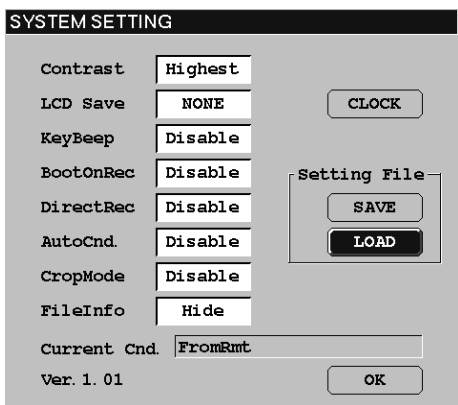 SYSTEM SETTING
Contrast Highest
LCD Save NONE CLOCK
KeyBeep Disable
BootOnRec Disable Setting File
DirectRec Disable SAVE
AutoCnd. Disable LOAD
CropMode Disable
FileInfo Hide
Current Cnd. FromRmt
Ver. 1. 01 OK